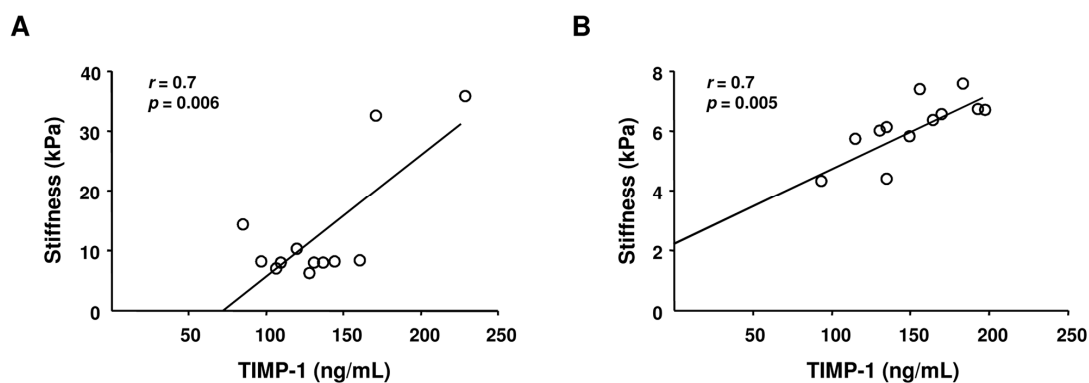 A
r = 0.7
p = 0.006
40
30
20
10
0
Stiffness (kPa)
50
100
150
200
250
TIMP-1 (ng/mL)
B
r = 0.7
p = 0.005
8
6
4
2
0
Stiffness (kPa)
50
100
150
200
250
TIMP-1 (ng/mL)